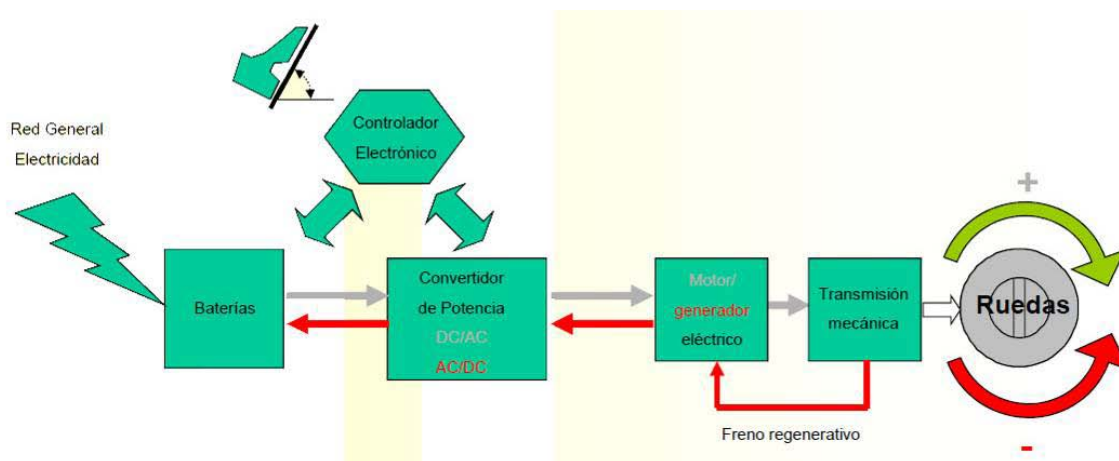 Red General
Electricidad
Controlador
Electrónico
Baterías
Convertidor
de Potencia
DC/AC
AC/DC
Motor/
generador
eléctrico
Transmisión
mecánica
+
Ruedas
-
Freno regenerativo